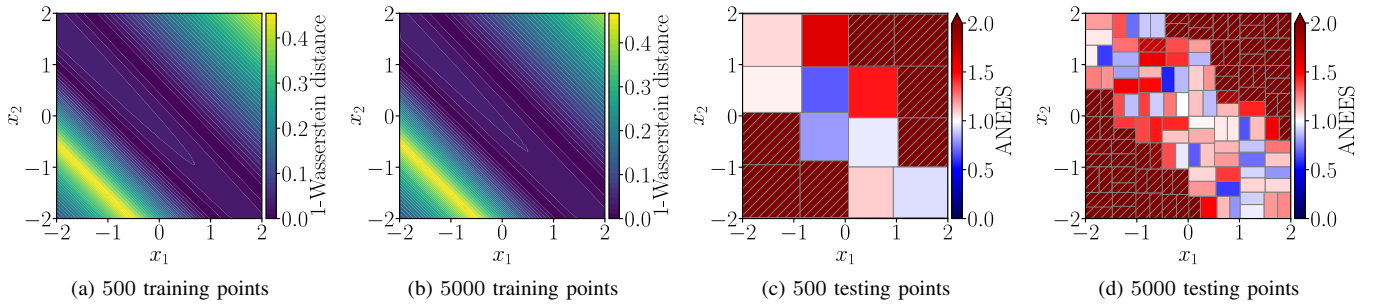 2
1
0
−1
−2
x2
−2 −1 0 1 2
x1
0.4
0.3
0.2
0.1
0.0
1-Wasserstein distance
(a) 500 training points
2
1
0
−1
−2
x2
−2 −1 0 1 2
x1
0.4
0.3
0.2
0.1
0.0
1-Wasserstein distance
(b) 5000 training points
2
1
0
−1
−2
x2
−2 −1 0 1 2
x1
2.0
1.5
1.0
0.5
0.0
ANEES
(c) 500 testing points
2
1
0
−1
−2
x2
−2 −1 0 1 2
x1
2.0
1.5
1.0
0.5
0.0
ANEES
(d) 5000 testing points